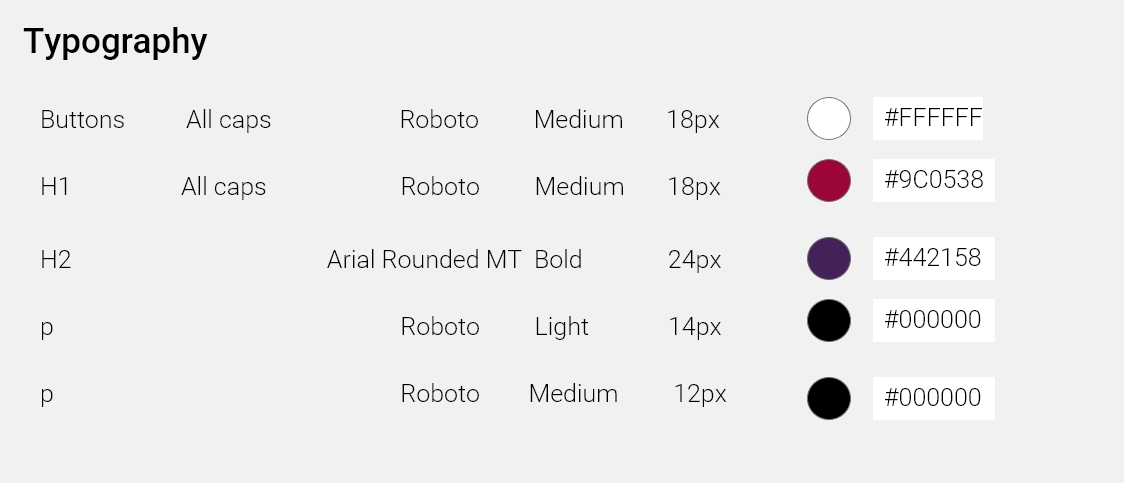 Typography
Buttons All caps Roboto Medium 18px #FFFFFF
H1 All caps Roboto Medium 18px #9C0538
H2 Arial Rounded MT Bold 24px #442158
p Roboto Light 14px #000000
p Roboto Medium 12px #000000